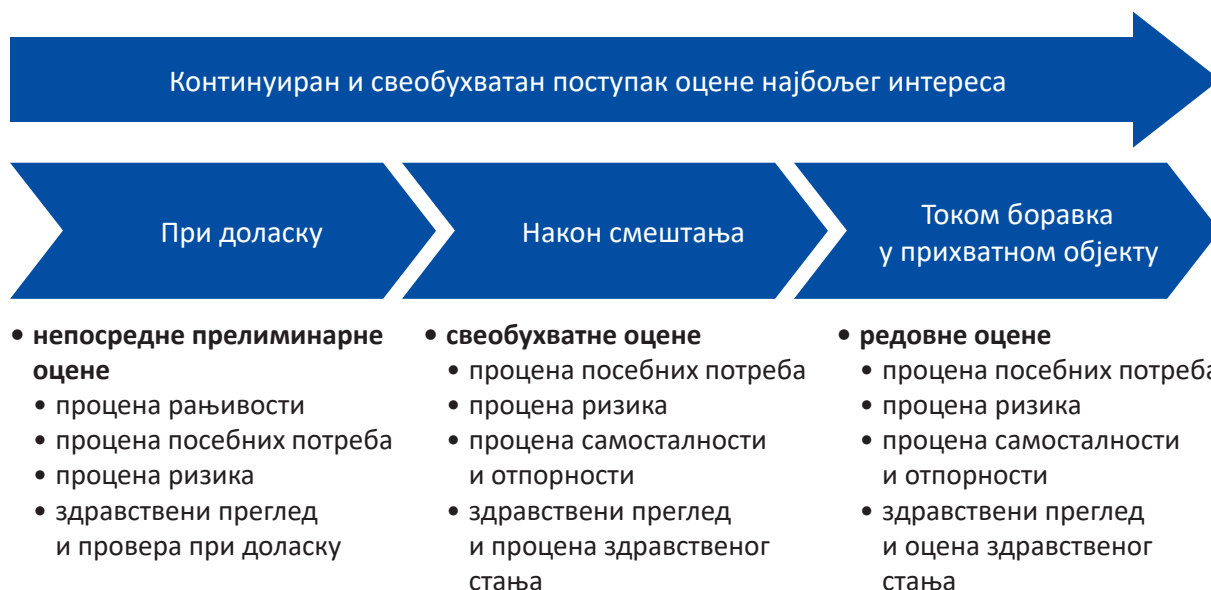 Континуиран и свеобухватан поступак оцене најбољег интереса
При доласку
Након смештања
Током боравка
у прихватном објекту
• непосредне прелиминарне
оцене
• процена рањивости
• процена посебних потреба
• процена ризика
• здравствени преглед
и провера при доласку
• свеобухватне оцене
• процена посебних потреба
• процена ризика
• процена самосталности
и отпорности
• здравствени преглед
и процена здравственог
стања
• редовне оцене
• процена посебних потреба
• процена ризика
• процена самосталности
и отпорности
• здравствени преглед
и оцена здравственог
стања